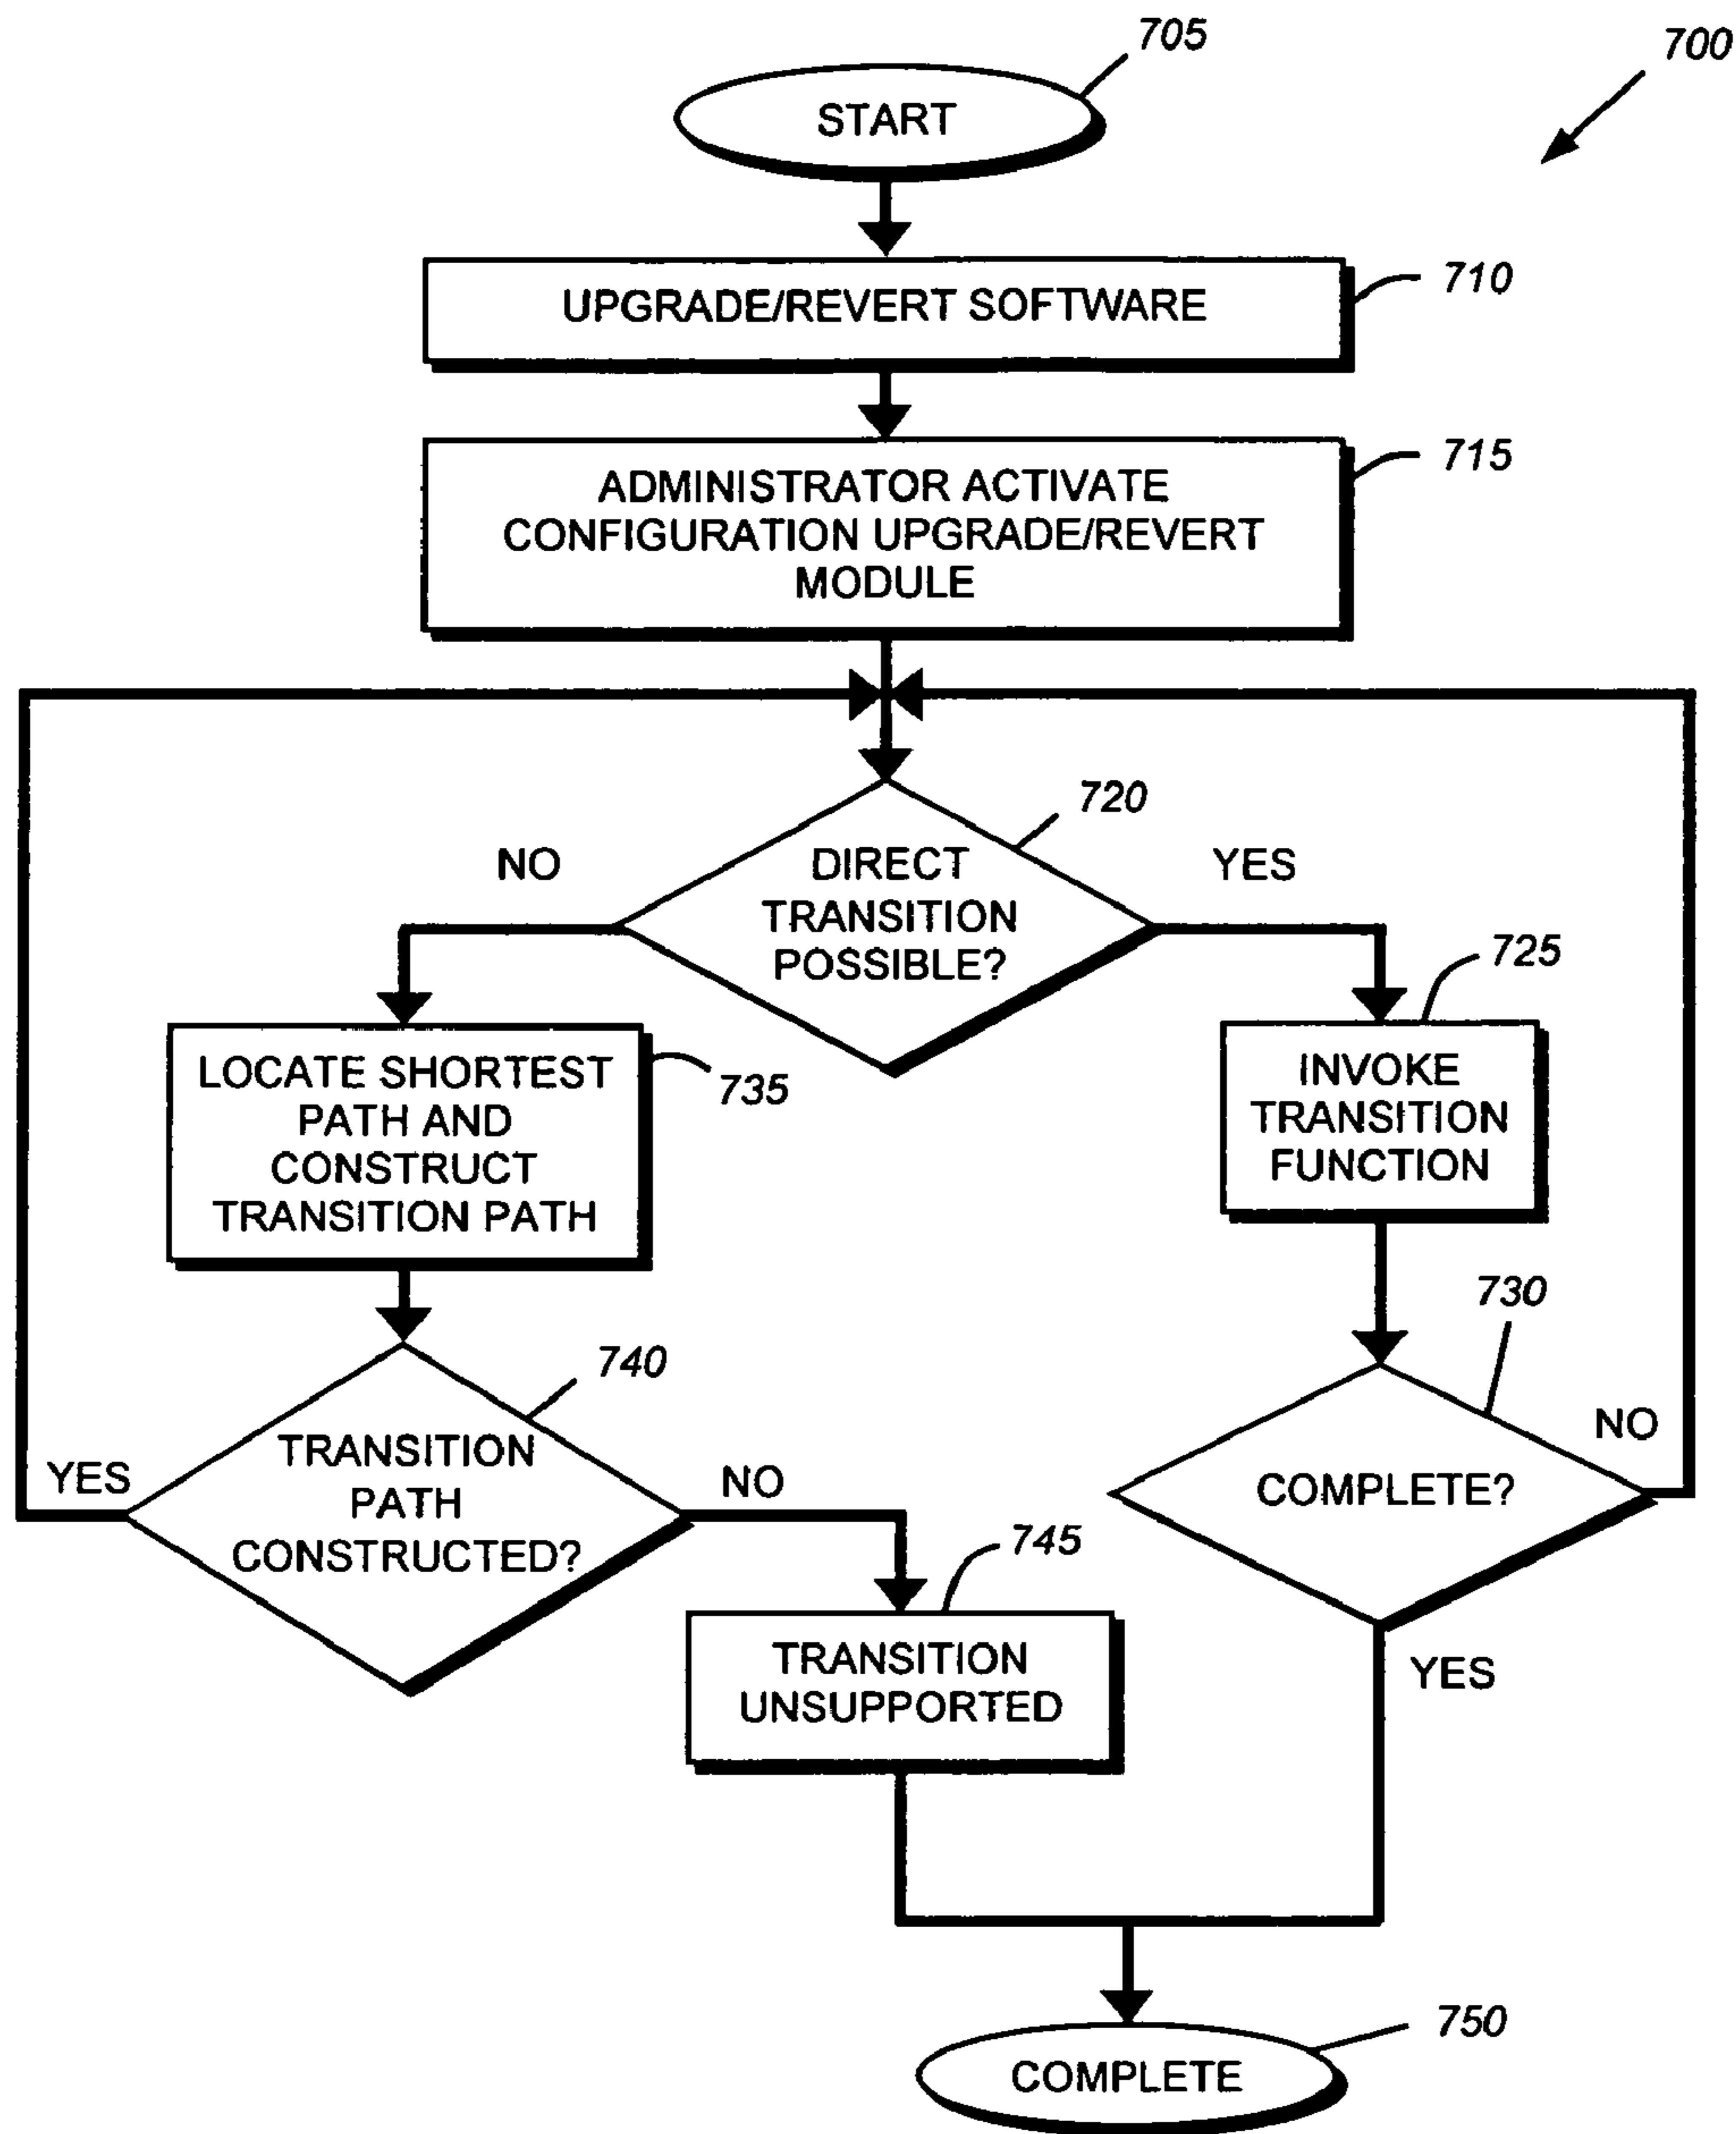 705
700
START
710
UPGRADE/REVERT SOFTWARE
715
ADMINISTRATOR ACTIVATE
CONFIGURATION UPGRADE/REVERT
MODULE
720
NO
DIRECT
TRANSITION
POSSIBLE?
YES
725
LOCATE SHORTEST
PATH AND
CONSTRUCT
TRANSITION PATH
735
INVOKE
TRANSITION
FUNCTION
730
740
TRANSITION
PATH
CONSTRUCTED?
YES
NO
COMPLETE?
NO
745
TRANSITION
UNSUPPORTED
YES
750
COMPLETE